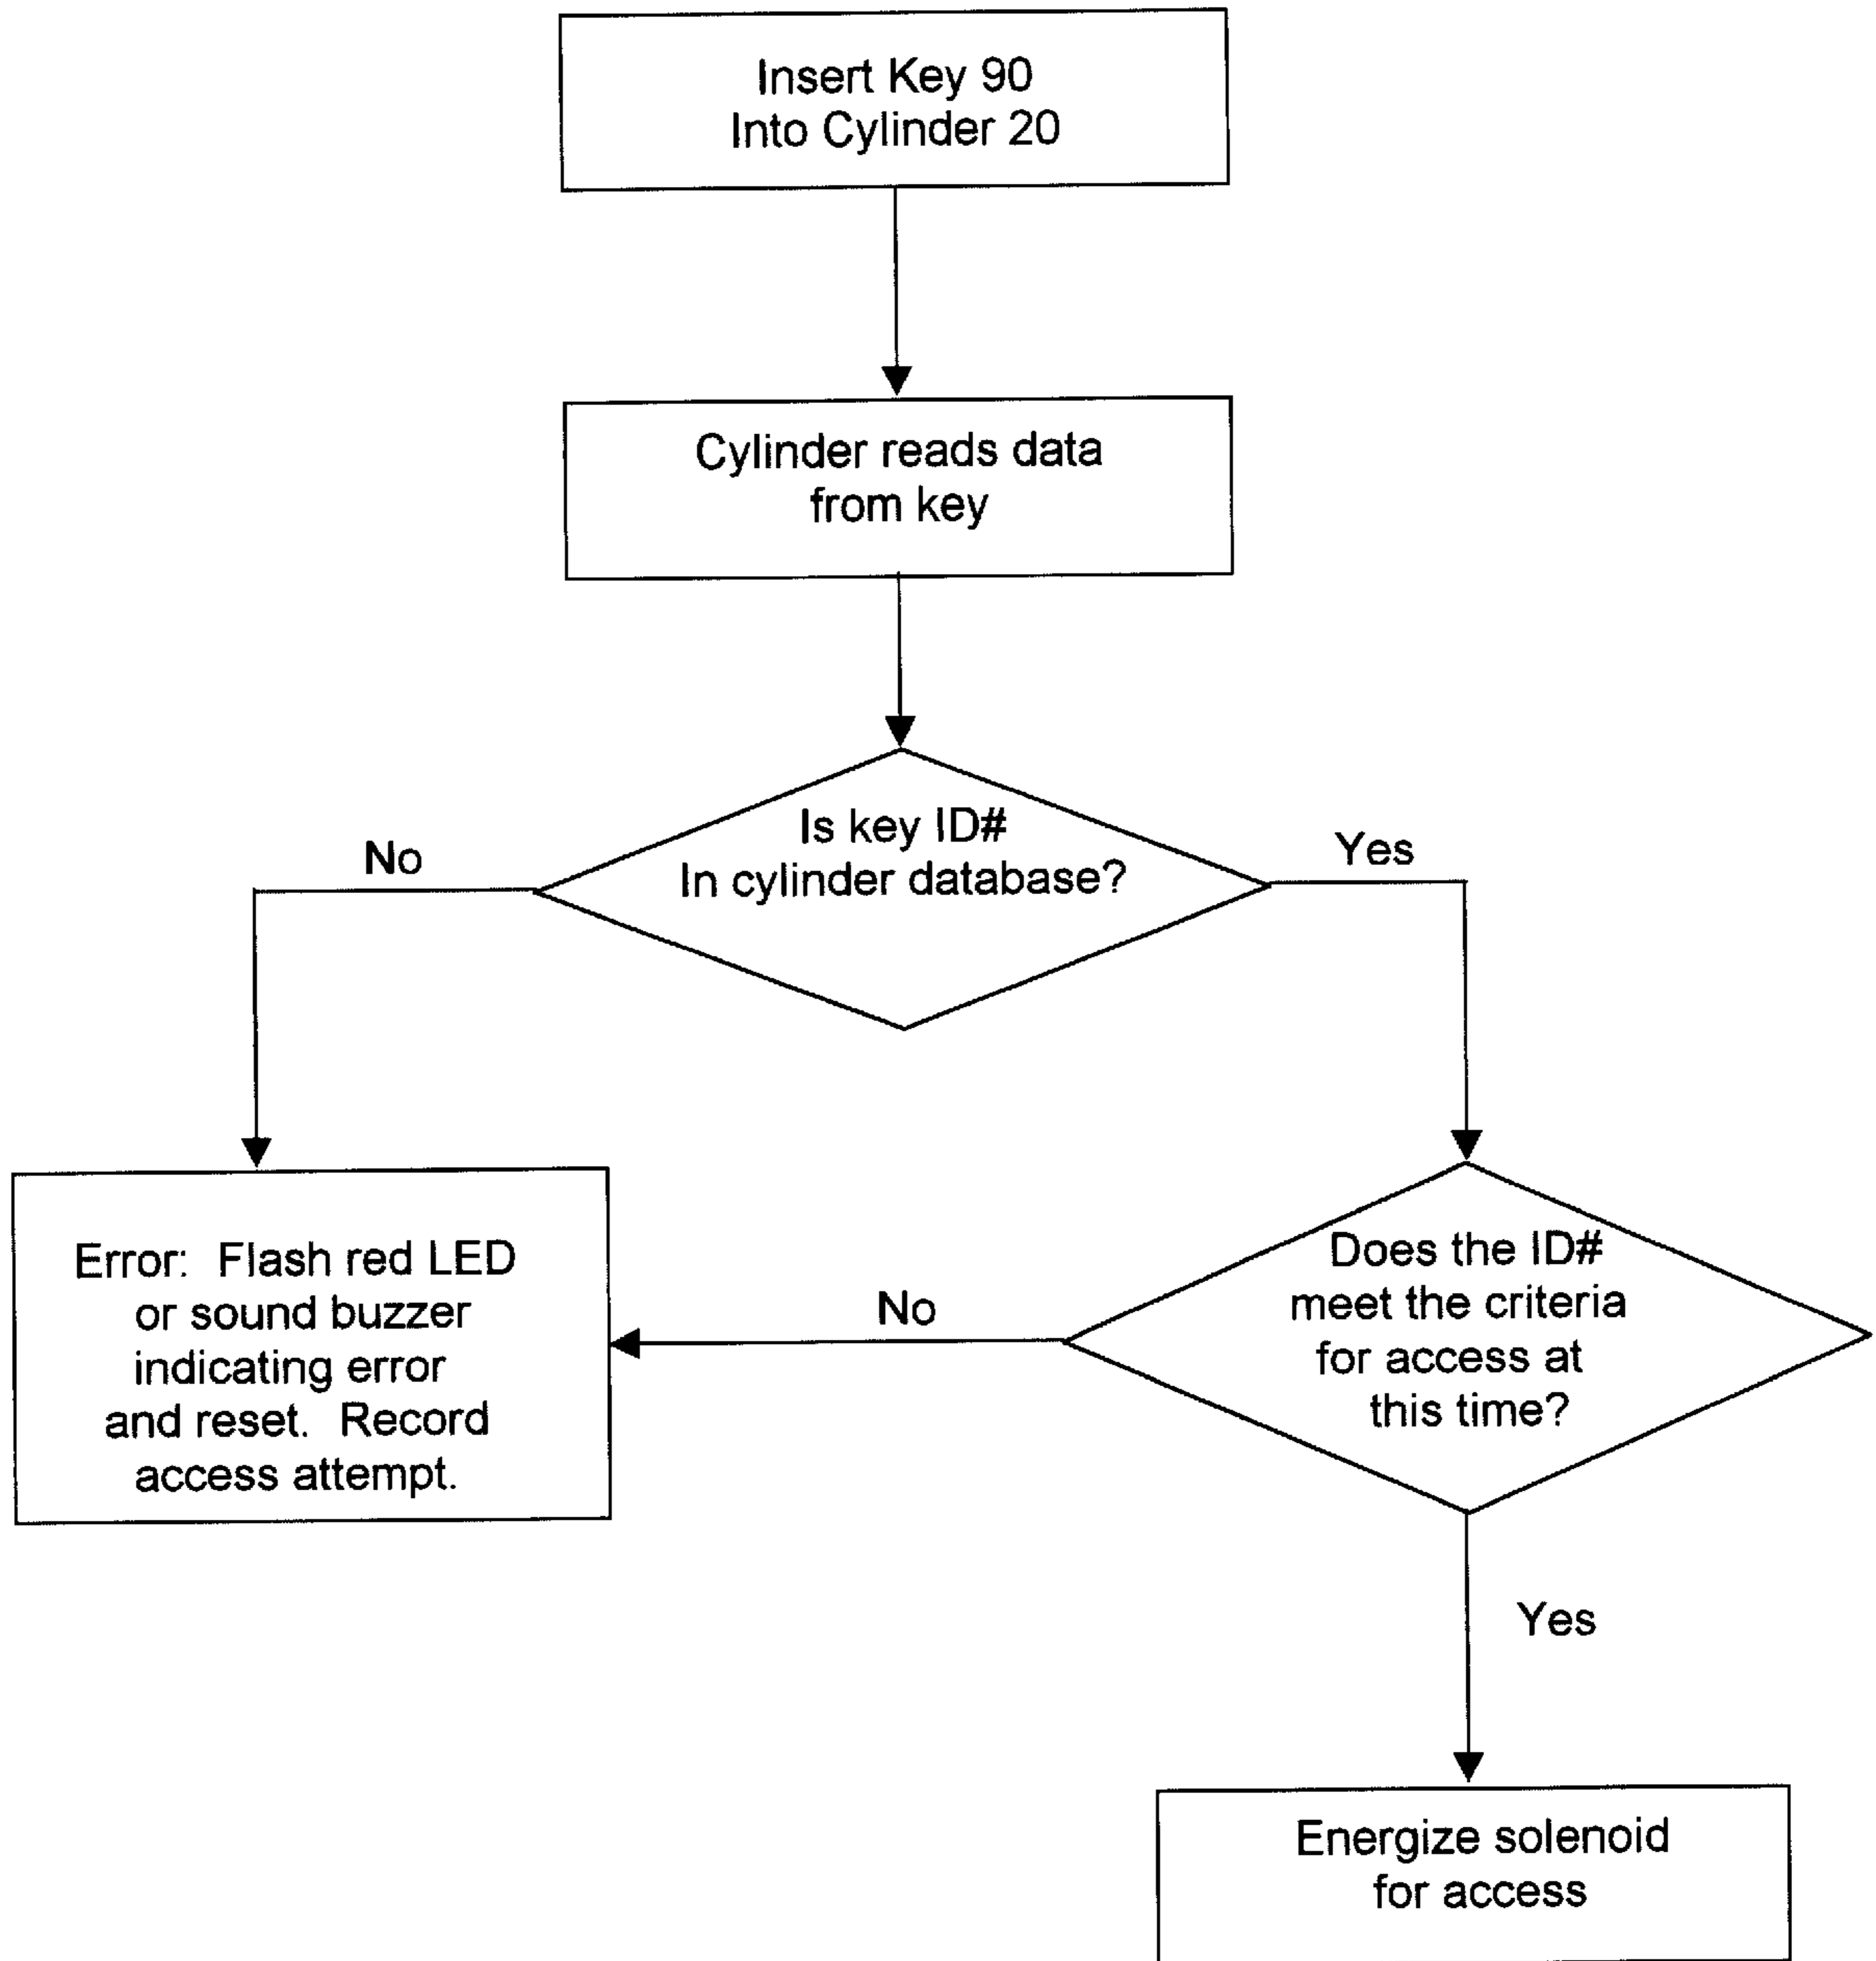 Insert Key 90
Into Cylinder 20
Cylinder reads data
from key
Is key ID#
In cylinder database?
No
Yes
Error:  Flash red LED
or sound buzzer
indicating error
and reset.  Record
access attempt.
No
Does the ID#
meet the criteria
for access at
this time?
Yes
Energize solenoid
for access